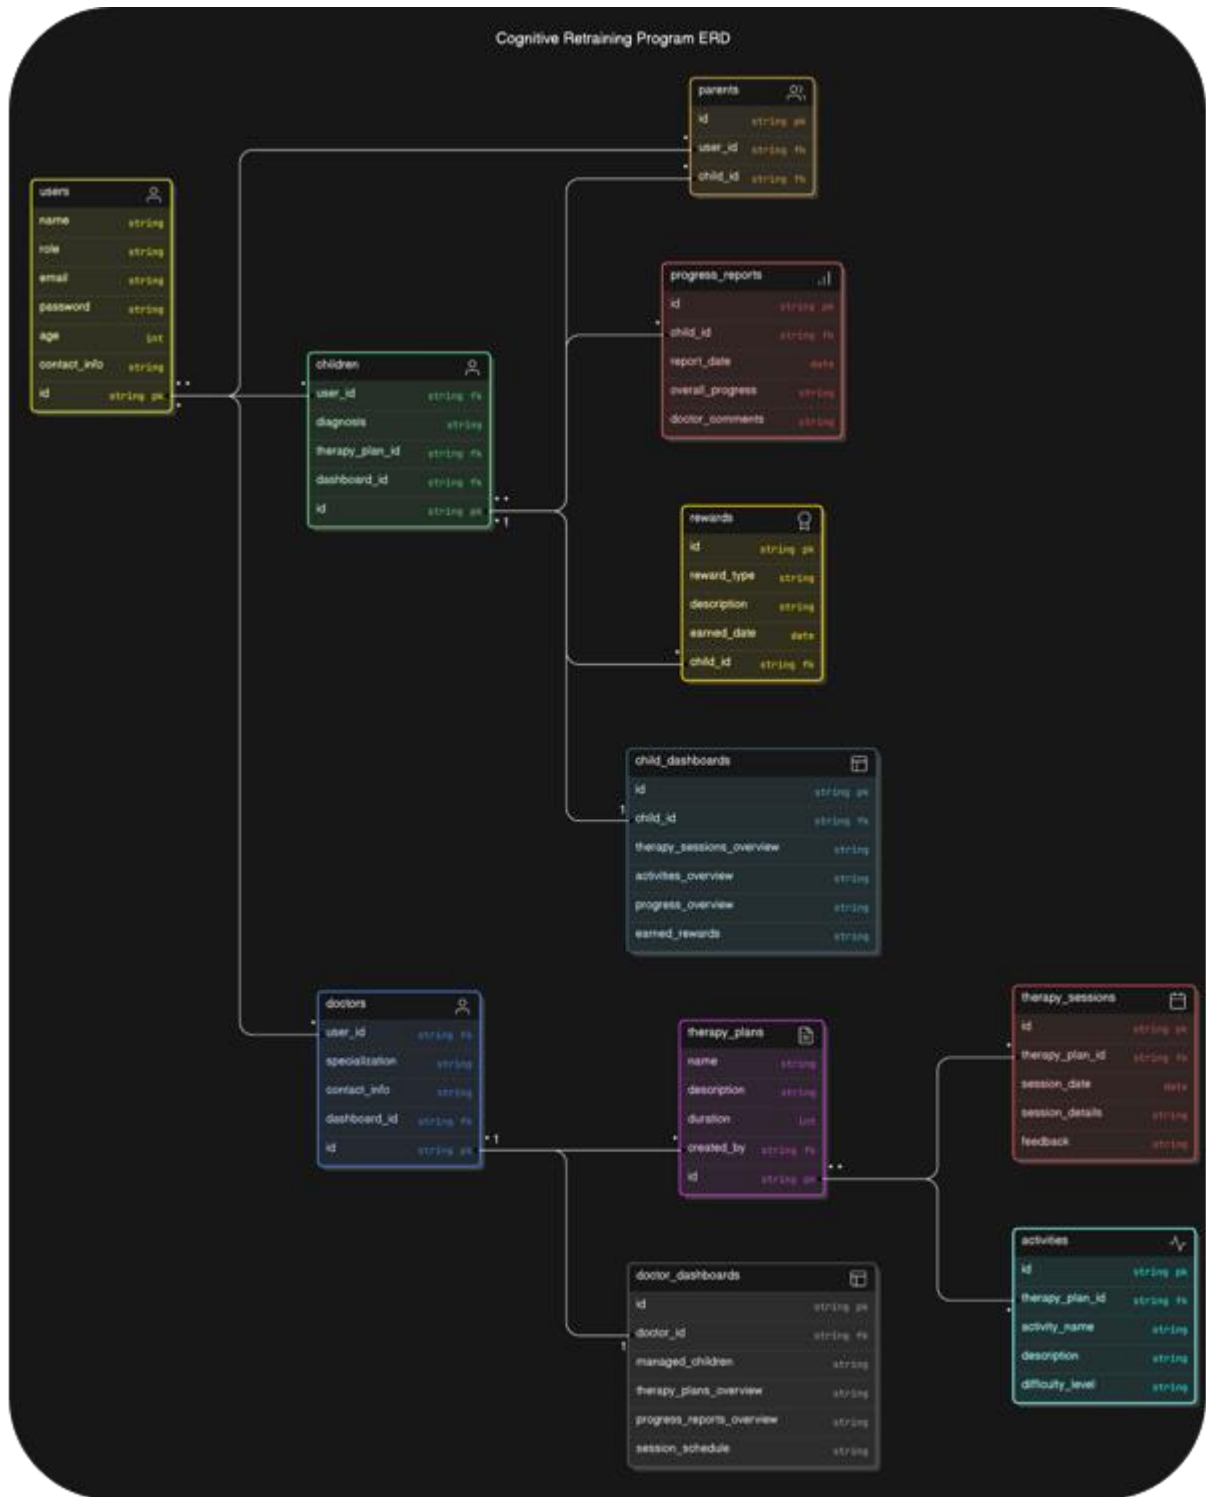 Cognitive Retraining Program ERD
parents
id string pk
user_id string fk
child_id string fk
users
name string
role string
email string
password string
age int
contact_info string
id string pk
progress_reports
id string pk
child_id string fk
report_date date
overall_progress string
doctor_comments string
children
user_id string fk
diagnosis string
therapy_plan_id string fk
dashboard_id string fk
id string pk
1
rewards
id string pk
reward_type string
description string
earned_date date
child_id string fk
child_dashboards
id string pk
1
child_id string fk
therapy_sessions_overview string
activities_overview string
progress_overview string
earned_rewards string
doctors
user_id string fk
specialization string
contact_info string
dashboard_id string fk
id string pk
1
therapy_plans
name string
description string
duration int
created_by string fk
id string pk
therapy_sessions
id string pk
therapy_plan_id string fk
session_date date
session_details string
feedback string
doctor_dashboards
id string pk
doctor_id string fk
1
managed_children string
therapy_plans_overview string
progress_reports_overview string
session_schedule string
activities
id string pk
therapy_plan_id string fk
activity_name string
description string
difficulty_level string